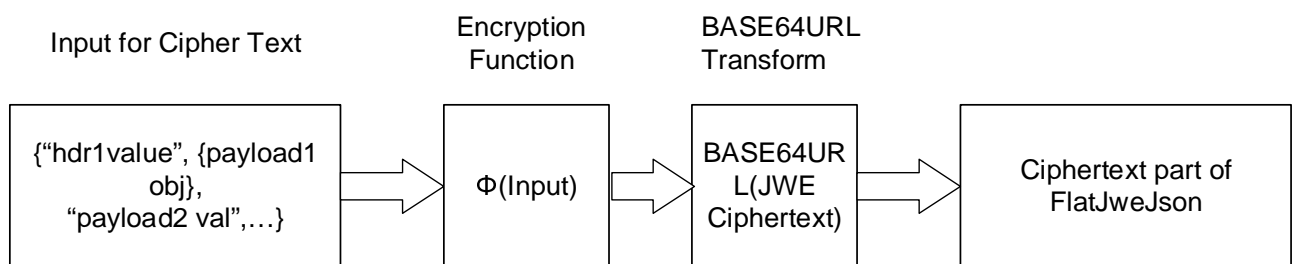 Input for Cipher Text
Encryption
Function
BASE64URL
Transform
{“hdr1value”, {payload1
obj},
“payload2 val”,…}
Φ(Input)
BASE64UR
L(JWE
Ciphertext)
Ciphertext part of
FlatJweJson